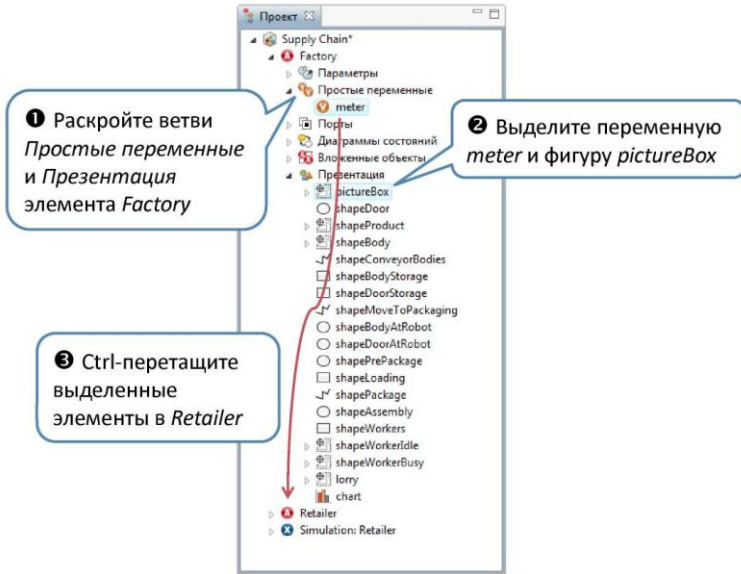 Проект
Supply Chain*
Factory
Параметры
Простые переменные
meter
Порты
Диаграммы состояний
Вложенные объекты
Презентация
pictureBox
shapeDoor
shapeProduct
shapeBody
shapeConveyorBodies
shapeBodyStorage
shapeDoorStorage
shapeMoveToPackaging
shapeBodyAtRobot
shapeDoorAtRobot
shapePrePackage
shapeLoading
shapePackage
shapeAssembly
shapeWorkers
shapeWorkerIdle
shapeWorkerBusy
lorry
chart
Retailer
Simulation: Retailer
❶ Раскройте ветви
Простые переменные
и Презентация
элемента Factory
❷ Выделите переменную
meter и фигуру pictureBox
❸ Ctrl-перетащите
выделенные
элементы в Retailer